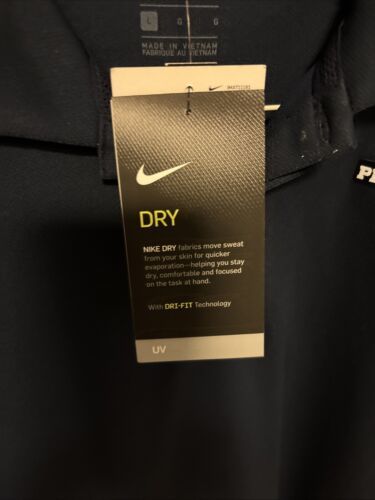 L G G
MADE IN VIETNAM
FABRIQUÉ AU VIETNAM
DRY
NIKE DRY fabrics move sweat
from your skin for quicker
evaporation—helping you stay
dry, comfortable and focused
on the task at hand.
With DRI-FIT Technology
UV